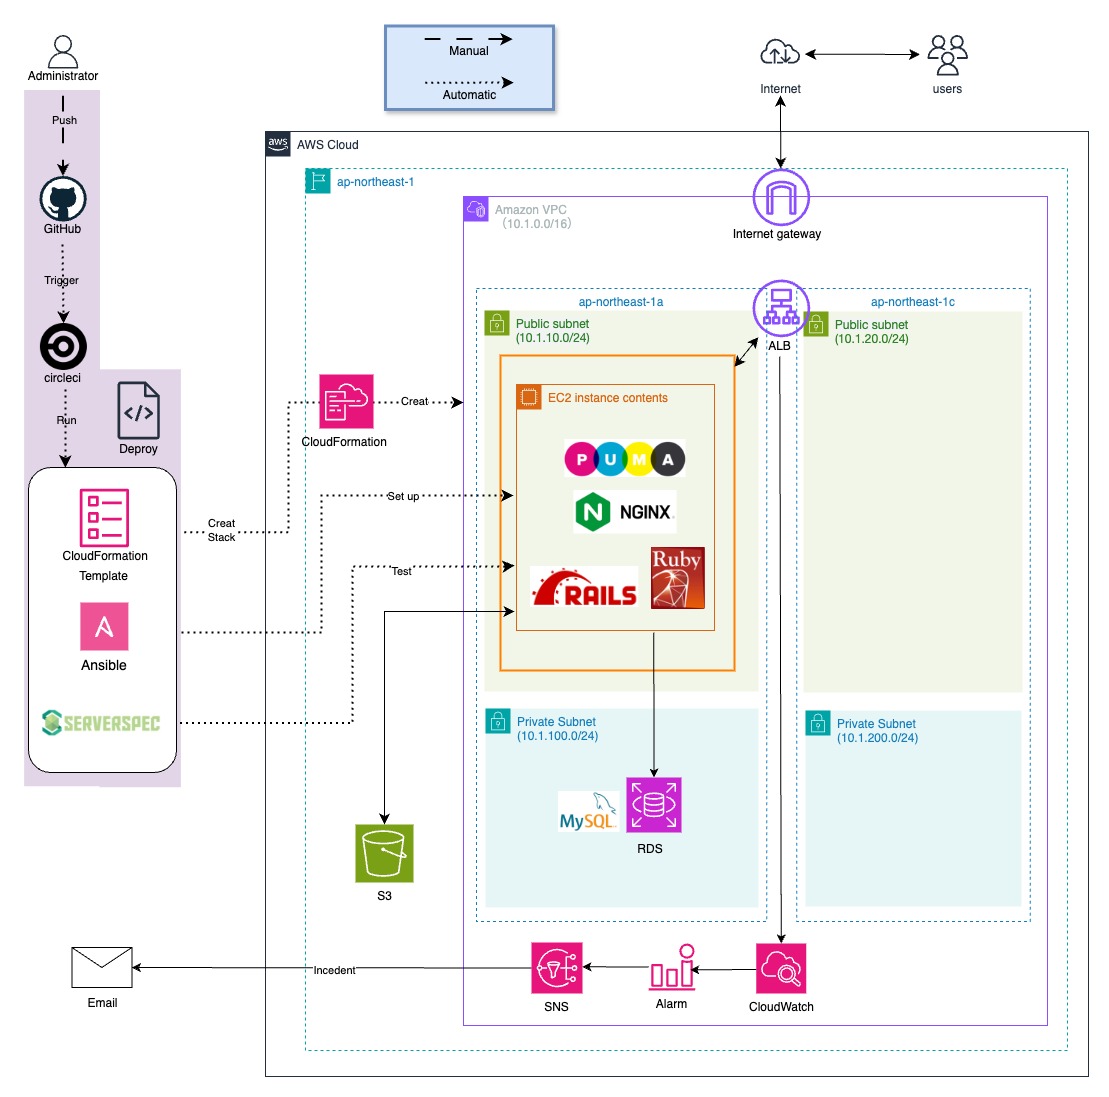 Administrator
Push
GitHub
Trigger
circleci
Run
Deploy
CloudFormation
Template
Ansible
SERVERSPEC
Manual
Automatic
Internet
users
aws
AWS Cloud
ap-northeast-1
Amazon VPC
(10.1.0.0/16)
Internet gateway
ap-northeast-1a
ap-northeast-1c
Public subnet
(10.1.10.0/24)
ALB
Public subnet
(10.1.20.0/24)
EC2 instance contents
PUMA
N NGINX
RAILS
Ruby
CloudFormation
Creat
Creat
Stack
Set up
Test
Private Subnet
(10.1.100.0/24)
Private Subnet
(10.1.200.0/24)
MySQL
RDS
S3
Email
Incedent
SNS
Alarm
CloudWatch